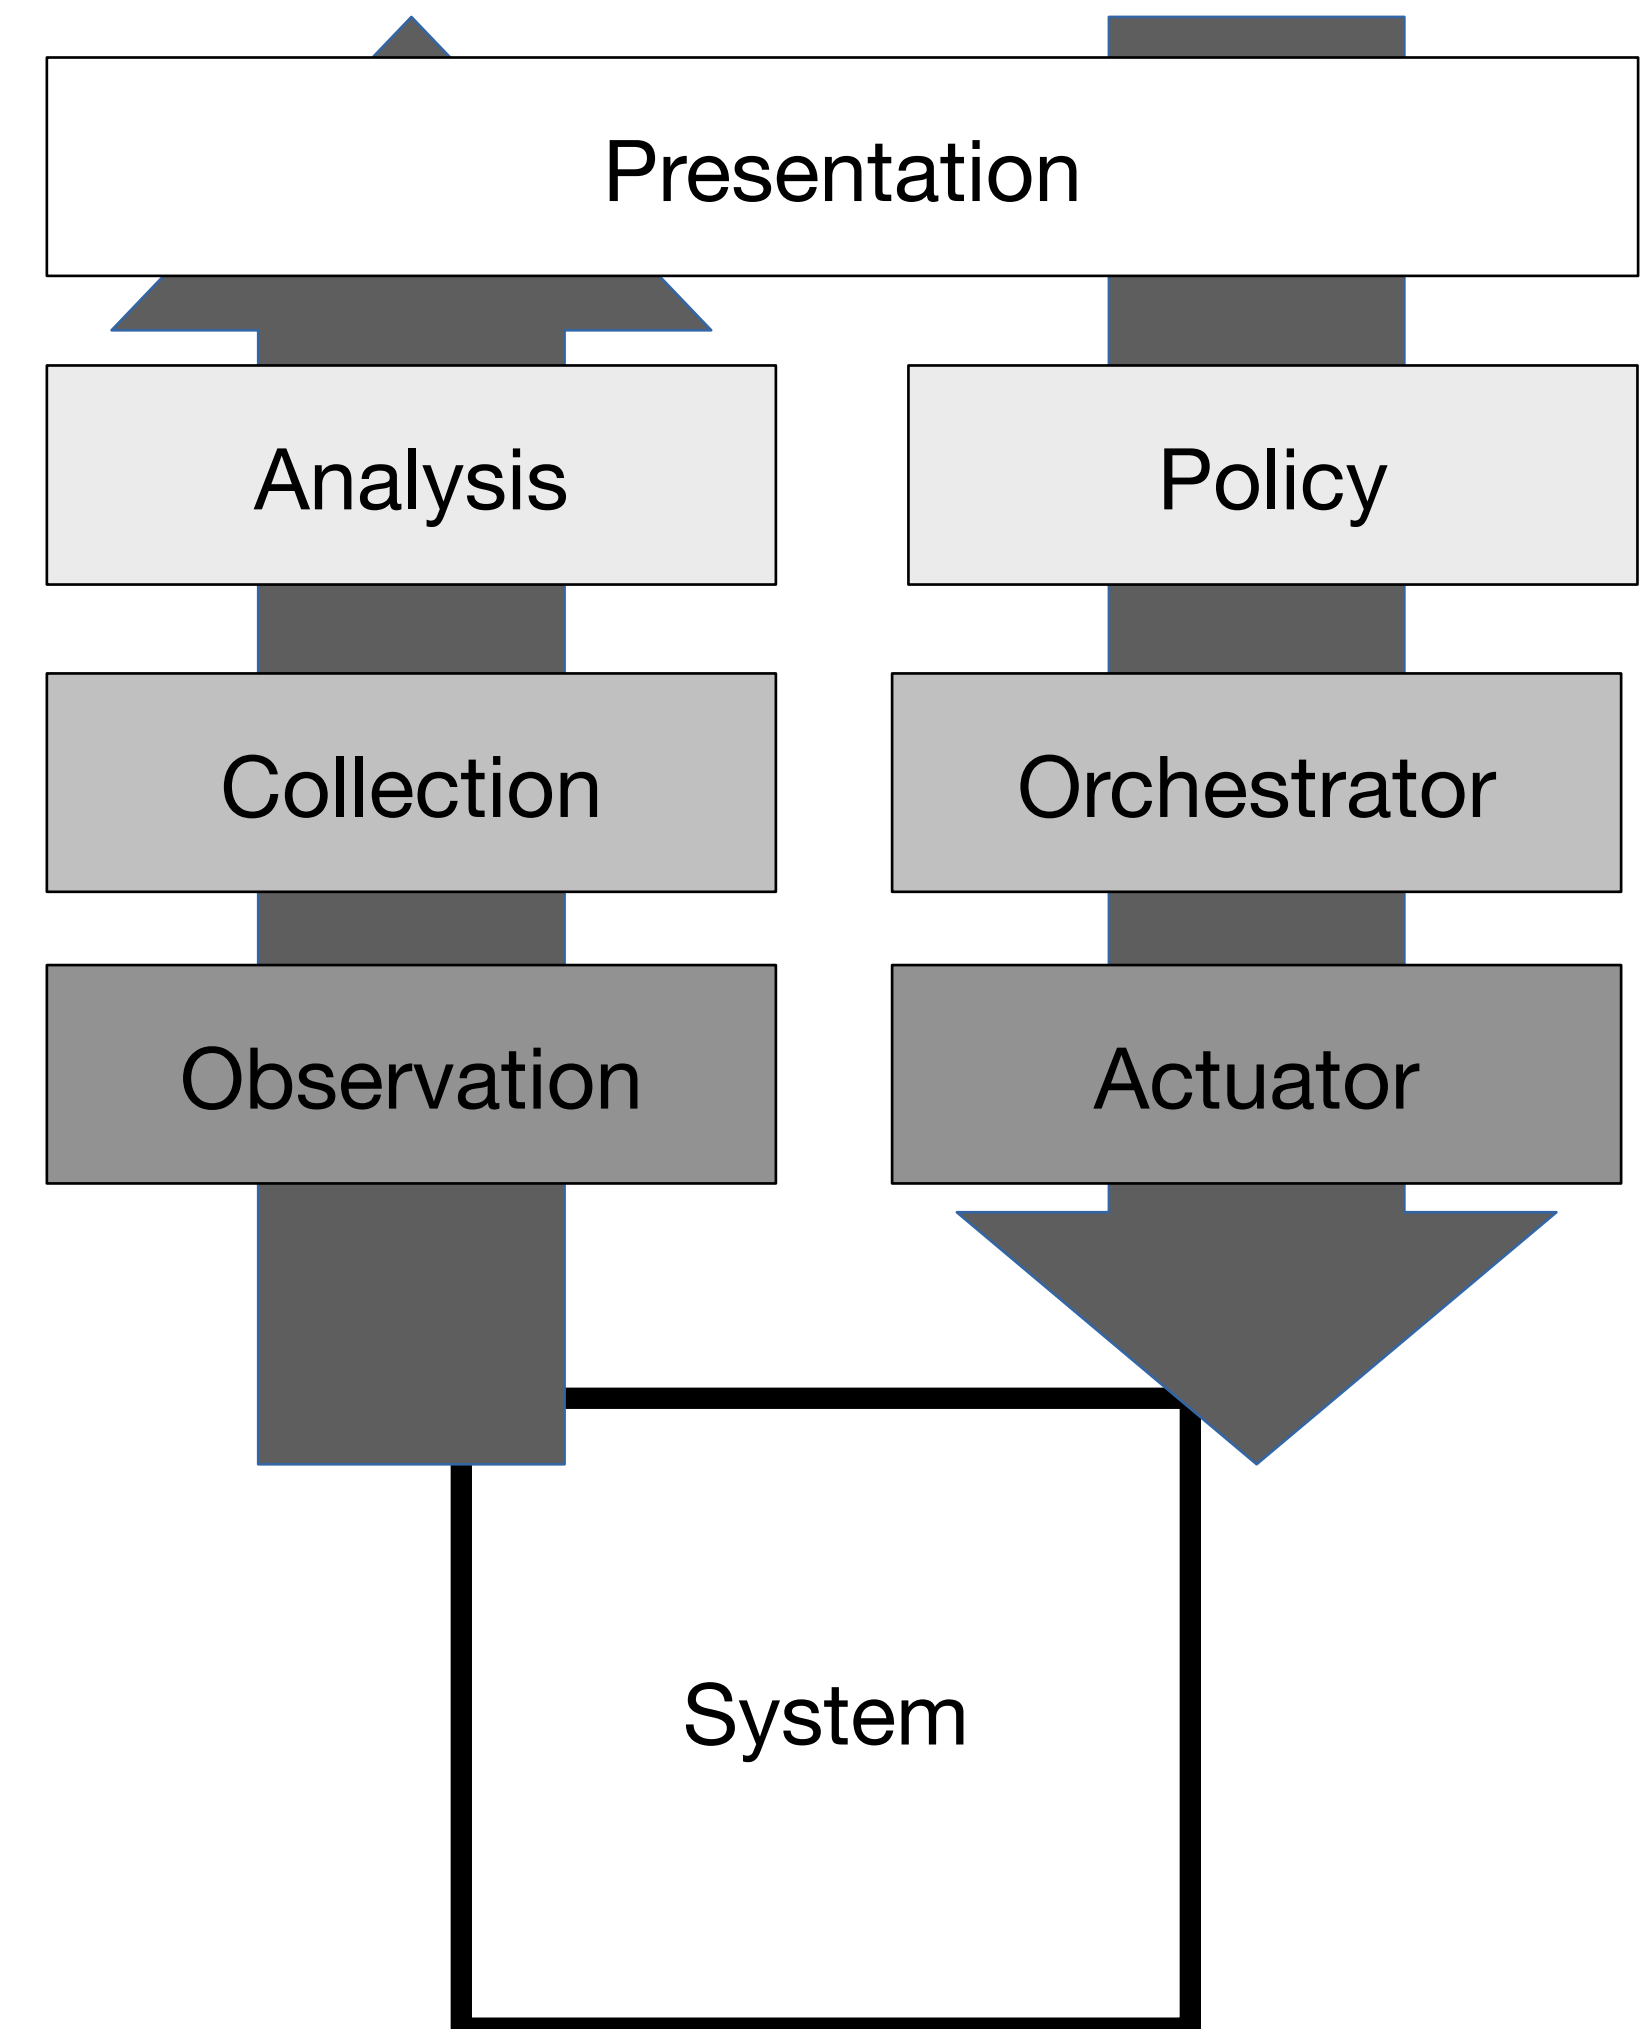 Presentation
Analysis
Policy
Collection
Orchestrator
Observation
Actuator
System